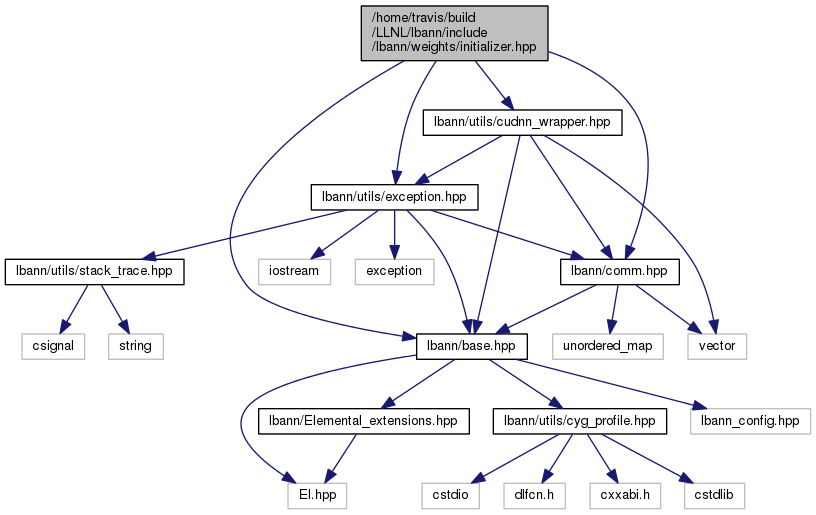 /home/travis/build
/LLNL/lbann/include
/lbann/weights/initializer.hpp
lbann/utils/cudnn_wrapper.hpp
lbann/utils/exception.hpp
lbann/utils/stack_trace.hpp
iostream
exception
lbann/comm.hpp
csignal
string
lbann/base.hpp
unordered_map
vector
lbann/Elemental_extensions.hpp
lbann/utils/cyg_profile.hpp
lbann_config.hpp
El.hpp
cstdio
dlfcn.h
cxxabi.h
cstdlib